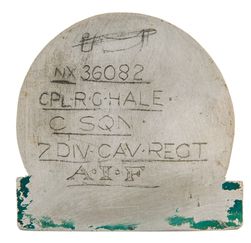 NX 36082
CPL·R·G·HALE·
C SQN
7 DIV·CAV·REGT
A·I·F